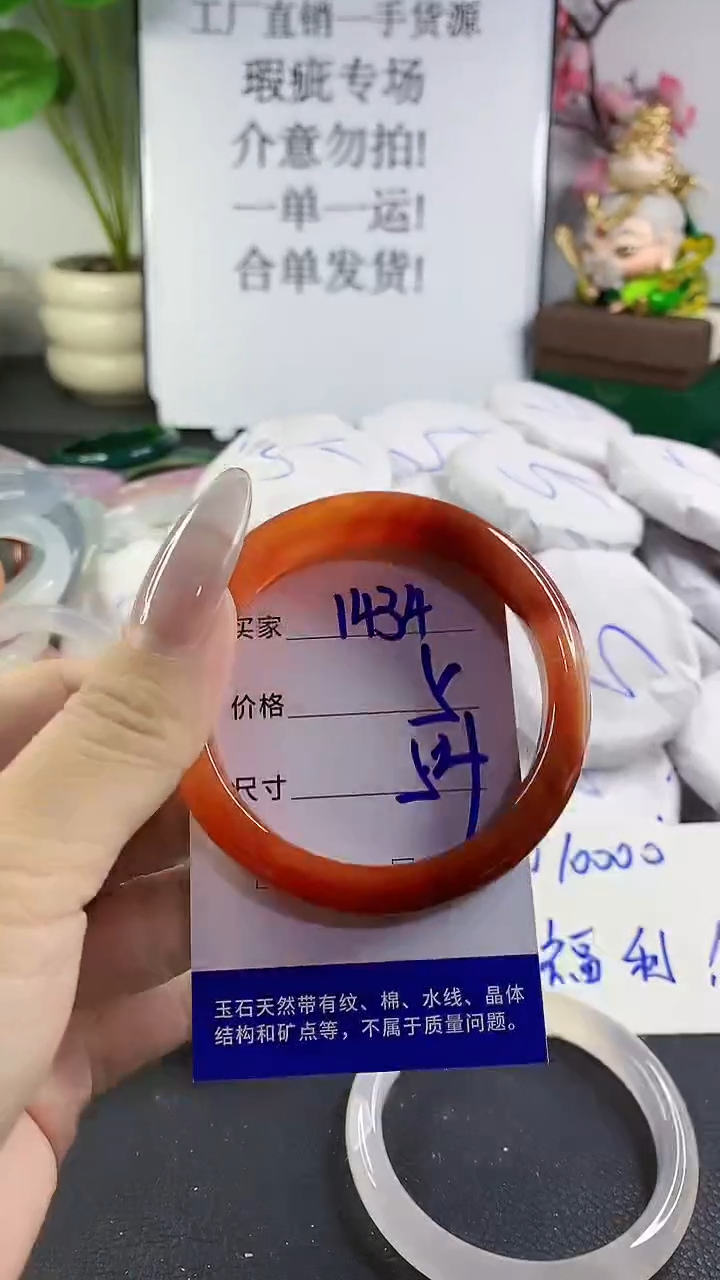 工厂直销一手货源
瑕疵专场
介意勿拍!
一单一运!
合单发货!
买家 1434
价格 5
尺寸 54
10000
福利!
玉石天然带有纹、棉、水线、晶体
结构和矿点等，不属于质量问题。